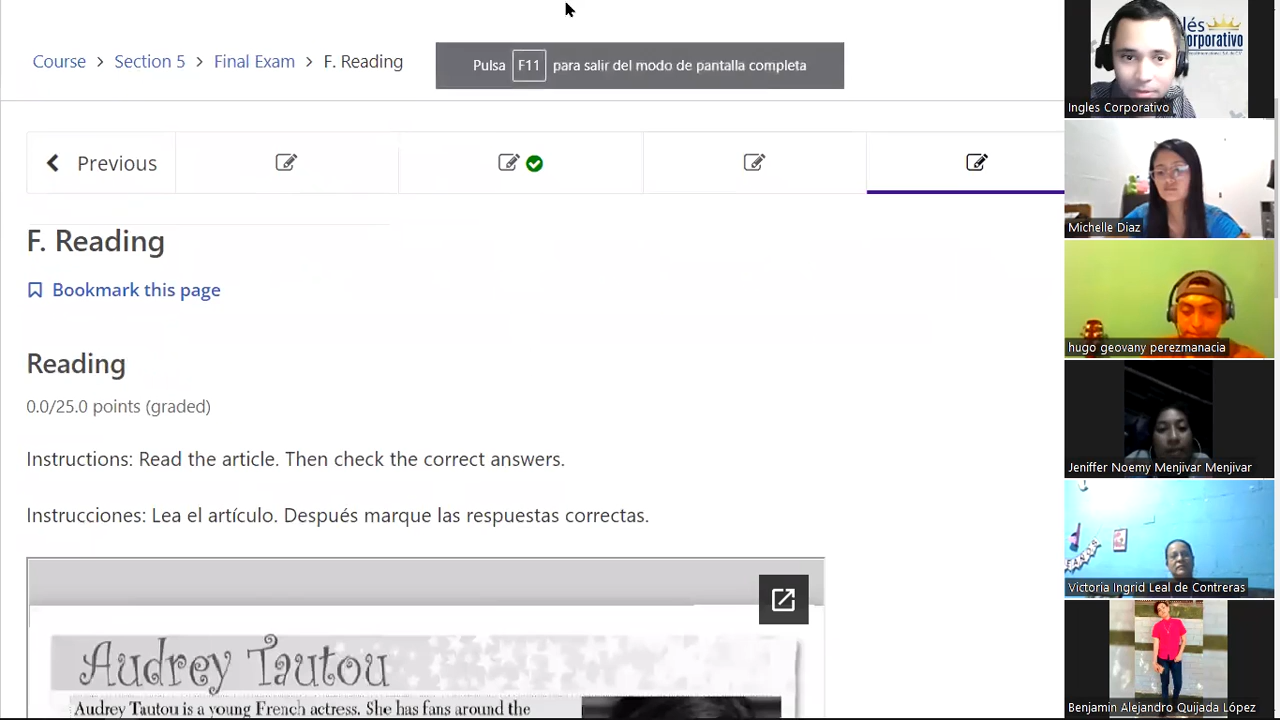 Course > Section 5 > Final Exam > F. Reading
Pulsa F11 para salir del modo de pantalla completa
Previous
F. Reading
Bookmark this page
Reading
0.0/25.0 points (graded)
Instructions: Read the article. Then check the correct answers.
Instrucciones: Lea el artículo. Después marque las respuestas correctas.
Audrey Tautou
Audrey Tautou is a young French actress. She has fans around the
lés
orporativo
Ingles Corporativo
Michelle Diaz
hugo geovany perezmanacia
Jeniffer Noemy Menjivar Menjivar
Victoria Ingrid Leal de Contreras
Benjamin Alejandro Quijada López